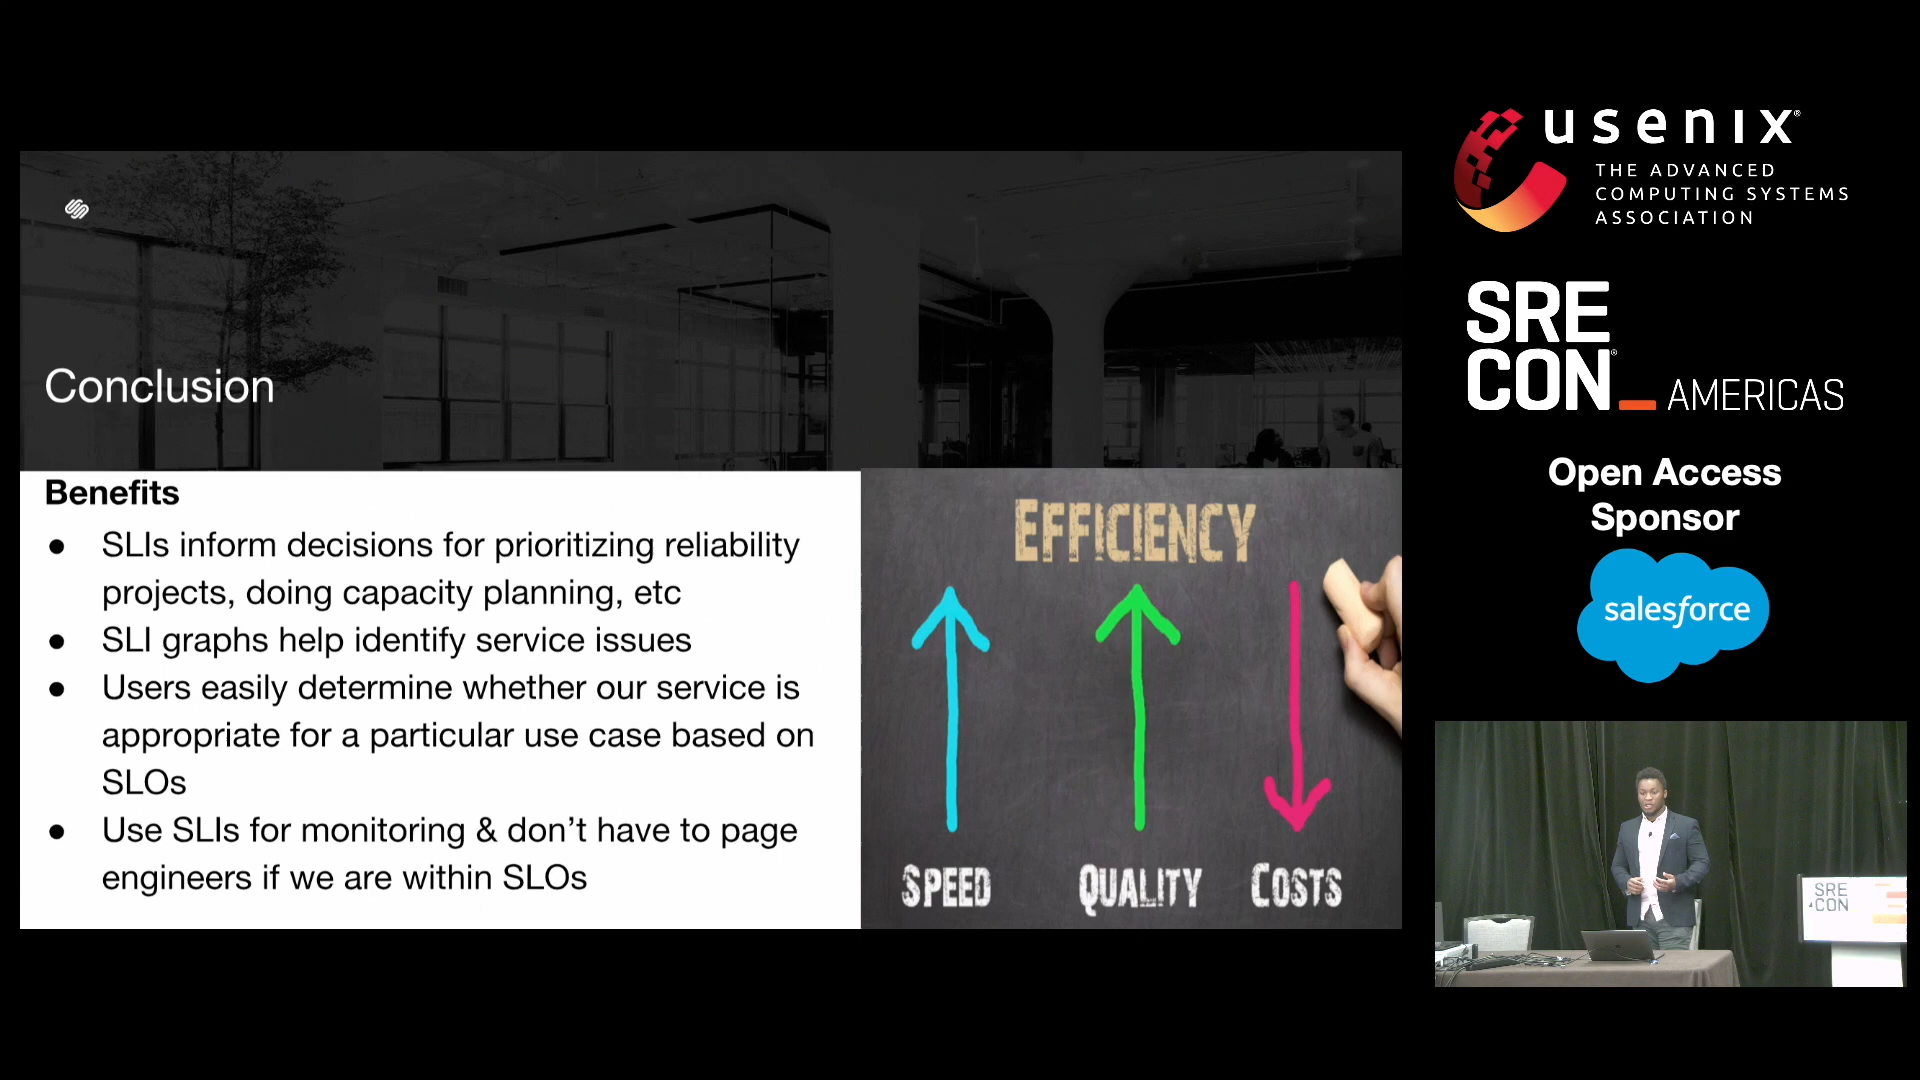 Conclusion
Benefits
● SLIs inform decisions for prioritizing reliability
projects, doing capacity planning, etc
● SLI graphs help identify service issues
● Users easily determine whether our service is
appropriate for a particular use case based on
SLOs
● Use SLIs for monitoring & don’t have to page
engineers if we are within SLOs
EFFICIENCY
SPEED QUALITY COSTS
usenix®
THE ADVANCED
COMPUTING SYSTEMS
ASSOCIATION
SRE
CON® AMERICAS
Open Access
Sponsor
salesforce
SRE
CON